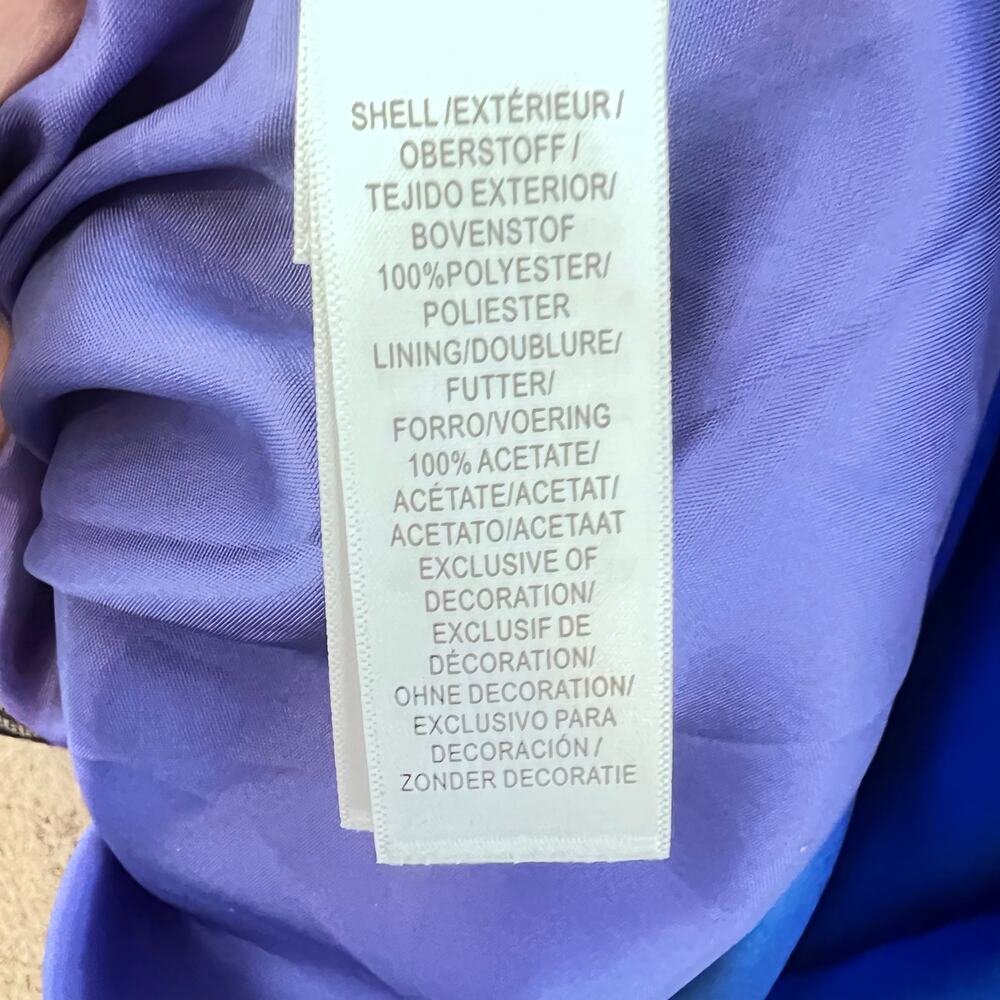 SHELL /EXTÉRIEUR /
OBERSTOFF /
TEJIDO EXTERIOR/
BOVENSTOF
100%POLYESTER/
POLIESTER
LINING/DOUBLURE/
FUTTER/
FORRO/VOERING
100% ACETATE/
ACÉTATE/ACETAT/
ACETATO/ACETAAT
EXCLUSIVE OF
DECORATION/
EXCLUSIF DE
DÉCORATION/
OHNE DECORATION/
EXCLUSIVO PARA
DECORACIÓN /
ZONDER DECORATIE